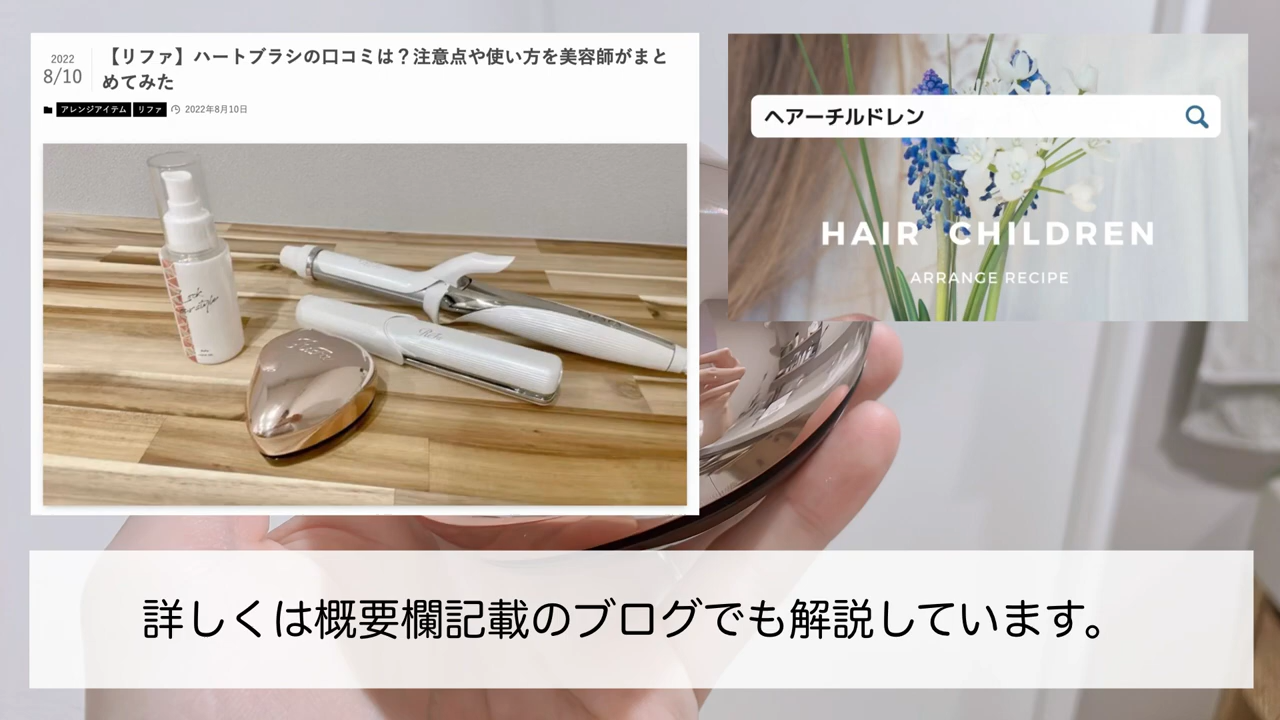 2022
8/10
【リファ】ハートブラシの口コミは？注意点や使い方を美容師がまと
めてみた
アレンジアイテム リファ 2022年8月10日
ヘアーチルドレン
HAIR CHILDREN
ARRANGE RECIPE
詳しくは概要欄記載のブログでも解説しています。